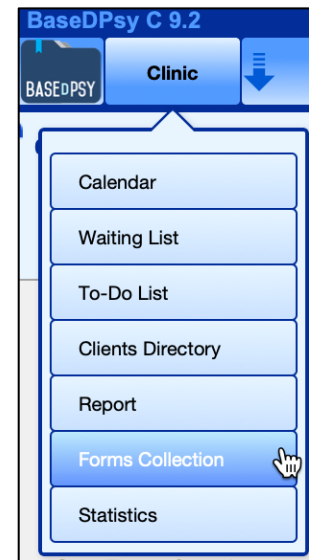 BaseDPsy C 9.2
BASEDPSY
Clinic
Calendar
Waiting List
To-Do List
Clients Directory
Report
Forms Collection
Statistics